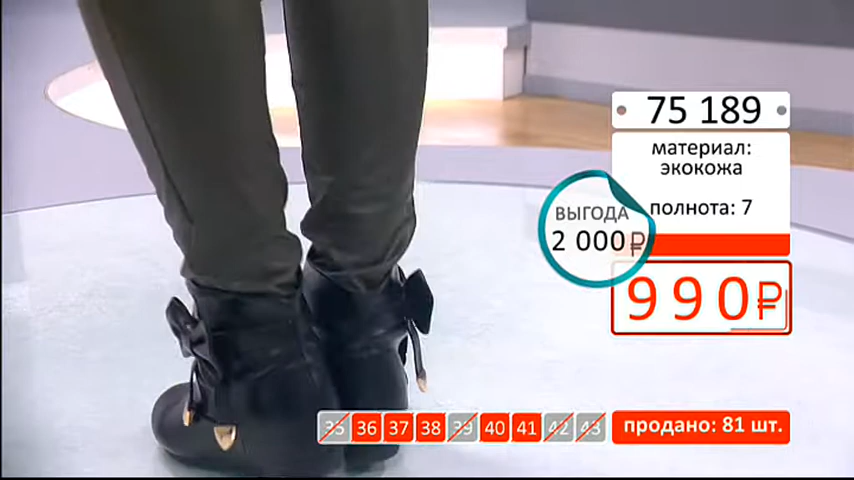 75 189
материал:
экокожа
полнота: 7
ВЫГОДА
2 000₽
990₽
35 36 37 38 39 40 41 42 43
продано: 81 шт.